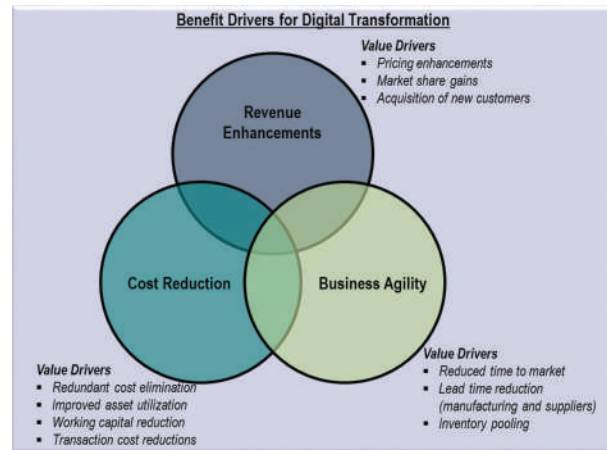 Benefit Drivers for Digital Transformation
Value Drivers
▪ Pricing enhancements
▪ Market share gains
▪ Acquisition of new customers
Revenue
Enhancements
Cost Reduction
Business Agility
Value Drivers
▪ Redundant cost elimination
▪ Improved asset utilization
▪ Working capital reduction
▪ Transaction cost reductions
Value Drivers
▪ Reduced time to market
▪ Lead time reduction
(manufacturing and suppliers)
▪ Inventory pooling